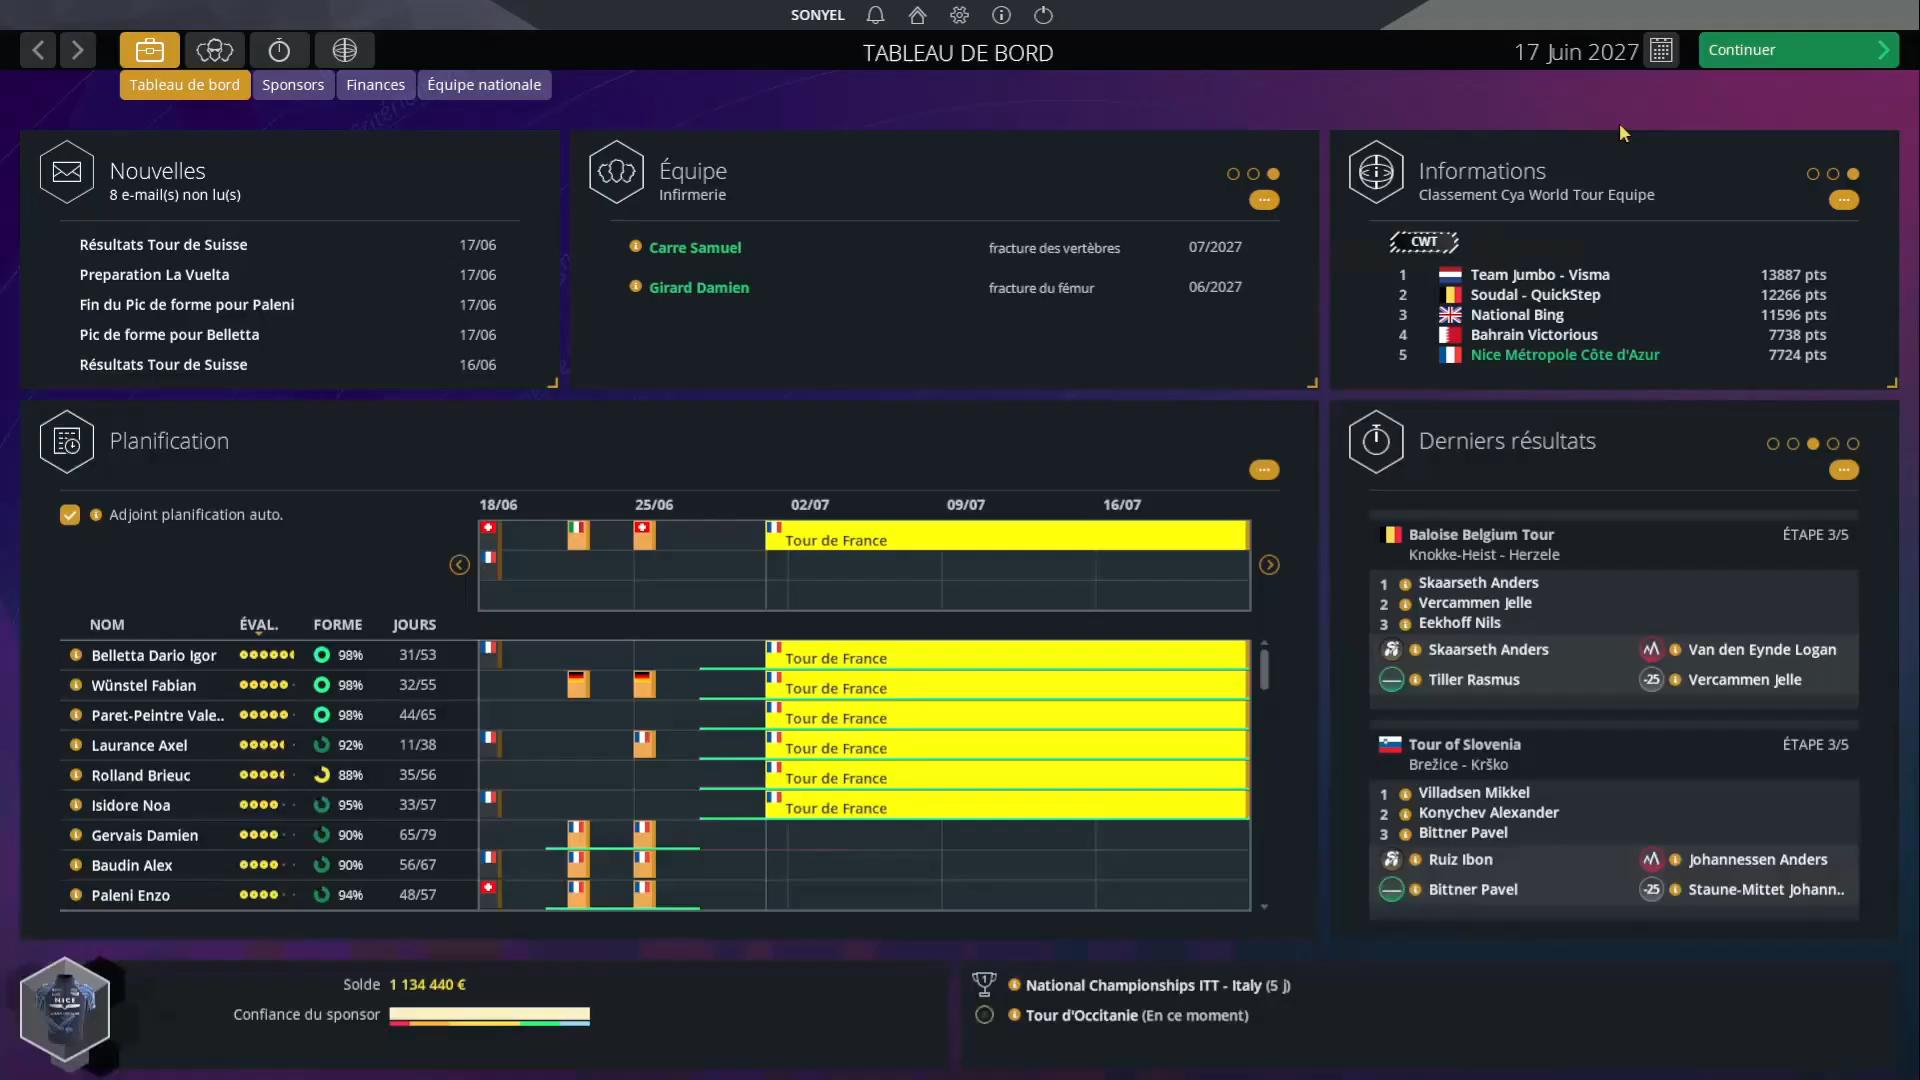 SONYEL
TABLEAU DE BORD
17 Juin 2027
Continuer
Tableau de bord
Sponsors
Finances
Équipe nationale
Nouvelles
8 e-mail(s) non lu(s)
Résultats Tour de Suisse 17/06
Preparation La Vuelta 17/06
Fin du Pic de forme pour Paleni 17/06
Pic de forme pour Belletta 17/06
Résultats Tour de Suisse 16/06
Équipe
Infirmerie
Carre Samuel fracture des vertèbres 07/2027
Girard Damien fracture du fémur 06/2027
Informations
Classement Cya World Tour Equipe
CWT
1 Team Jumbo - Visma 13887 pts
2 Soudal - QuickStep 12266 pts
3 National Bing 11596 pts
4 Bahrain Victorious 7738 pts
5 Nice Métropole Côte d'Azur 7724 pts
Planification
Adjoint planification auto.
18/06 25/06 02/07 09/07 16/07
Tour de France
NOM ÉVAL. FORME JOURS
Belletta Dario Igor 98% 31/53 Tour de France
Wünstel Fabian 98% 32/55 Tour de France
Paret-Peintre Vale.. 98% 44/65 Tour de France
Laurance Axel 92% 11/38 Tour de France
Rolland Brieuc 88% 35/56 Tour de France
Isidore Noa 95% 33/57 Tour de France
Gervais Damien 90% 65/79
Baudin Alex 90% 56/67
Paleni Enzo 94% 48/57
Derniers résultats
Baloise Belgium Tour ÉTAPE 3/5
Knokke-Heist - Herzele
1 Skaarseth Anders
2 Vercammen Jelle
3 Eekhoff Nils
Skaarseth Anders Van den Eynde Logan
Tiller Rasmus -25 Vercammen Jelle
Tour of Slovenia ÉTAPE 3/5
Brežice - Krško
1 Villadsen Mikkel
2 Konychev Alexander
3 Bittner Pavel
Ruiz Ibon Johannessen Anders
Bittner Pavel -25 Staune-Mittet Johann..
NICE
Solde 1 134 440 €
Confiance du sponsor
1 National Championships ITT - Italy (5 j)
Tour d'Occitanie (En ce moment)